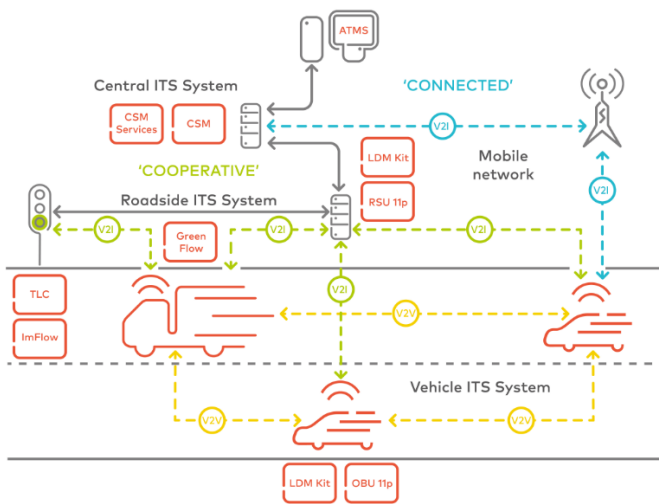 ATMS
Central ITS System
'CONNECTED'
CSM
Services
CSM
V2I
LDM Kit
Mobile
network
'COOPERATIVE'
V2I
Roadside ITS System
RSU 11p
V2I
Green
Flow
V2I
V2I
TLC
V2I
V2V
ImFlow
Vehicle ITS System
V2V
V2V
LDM Kit
OBU 11p